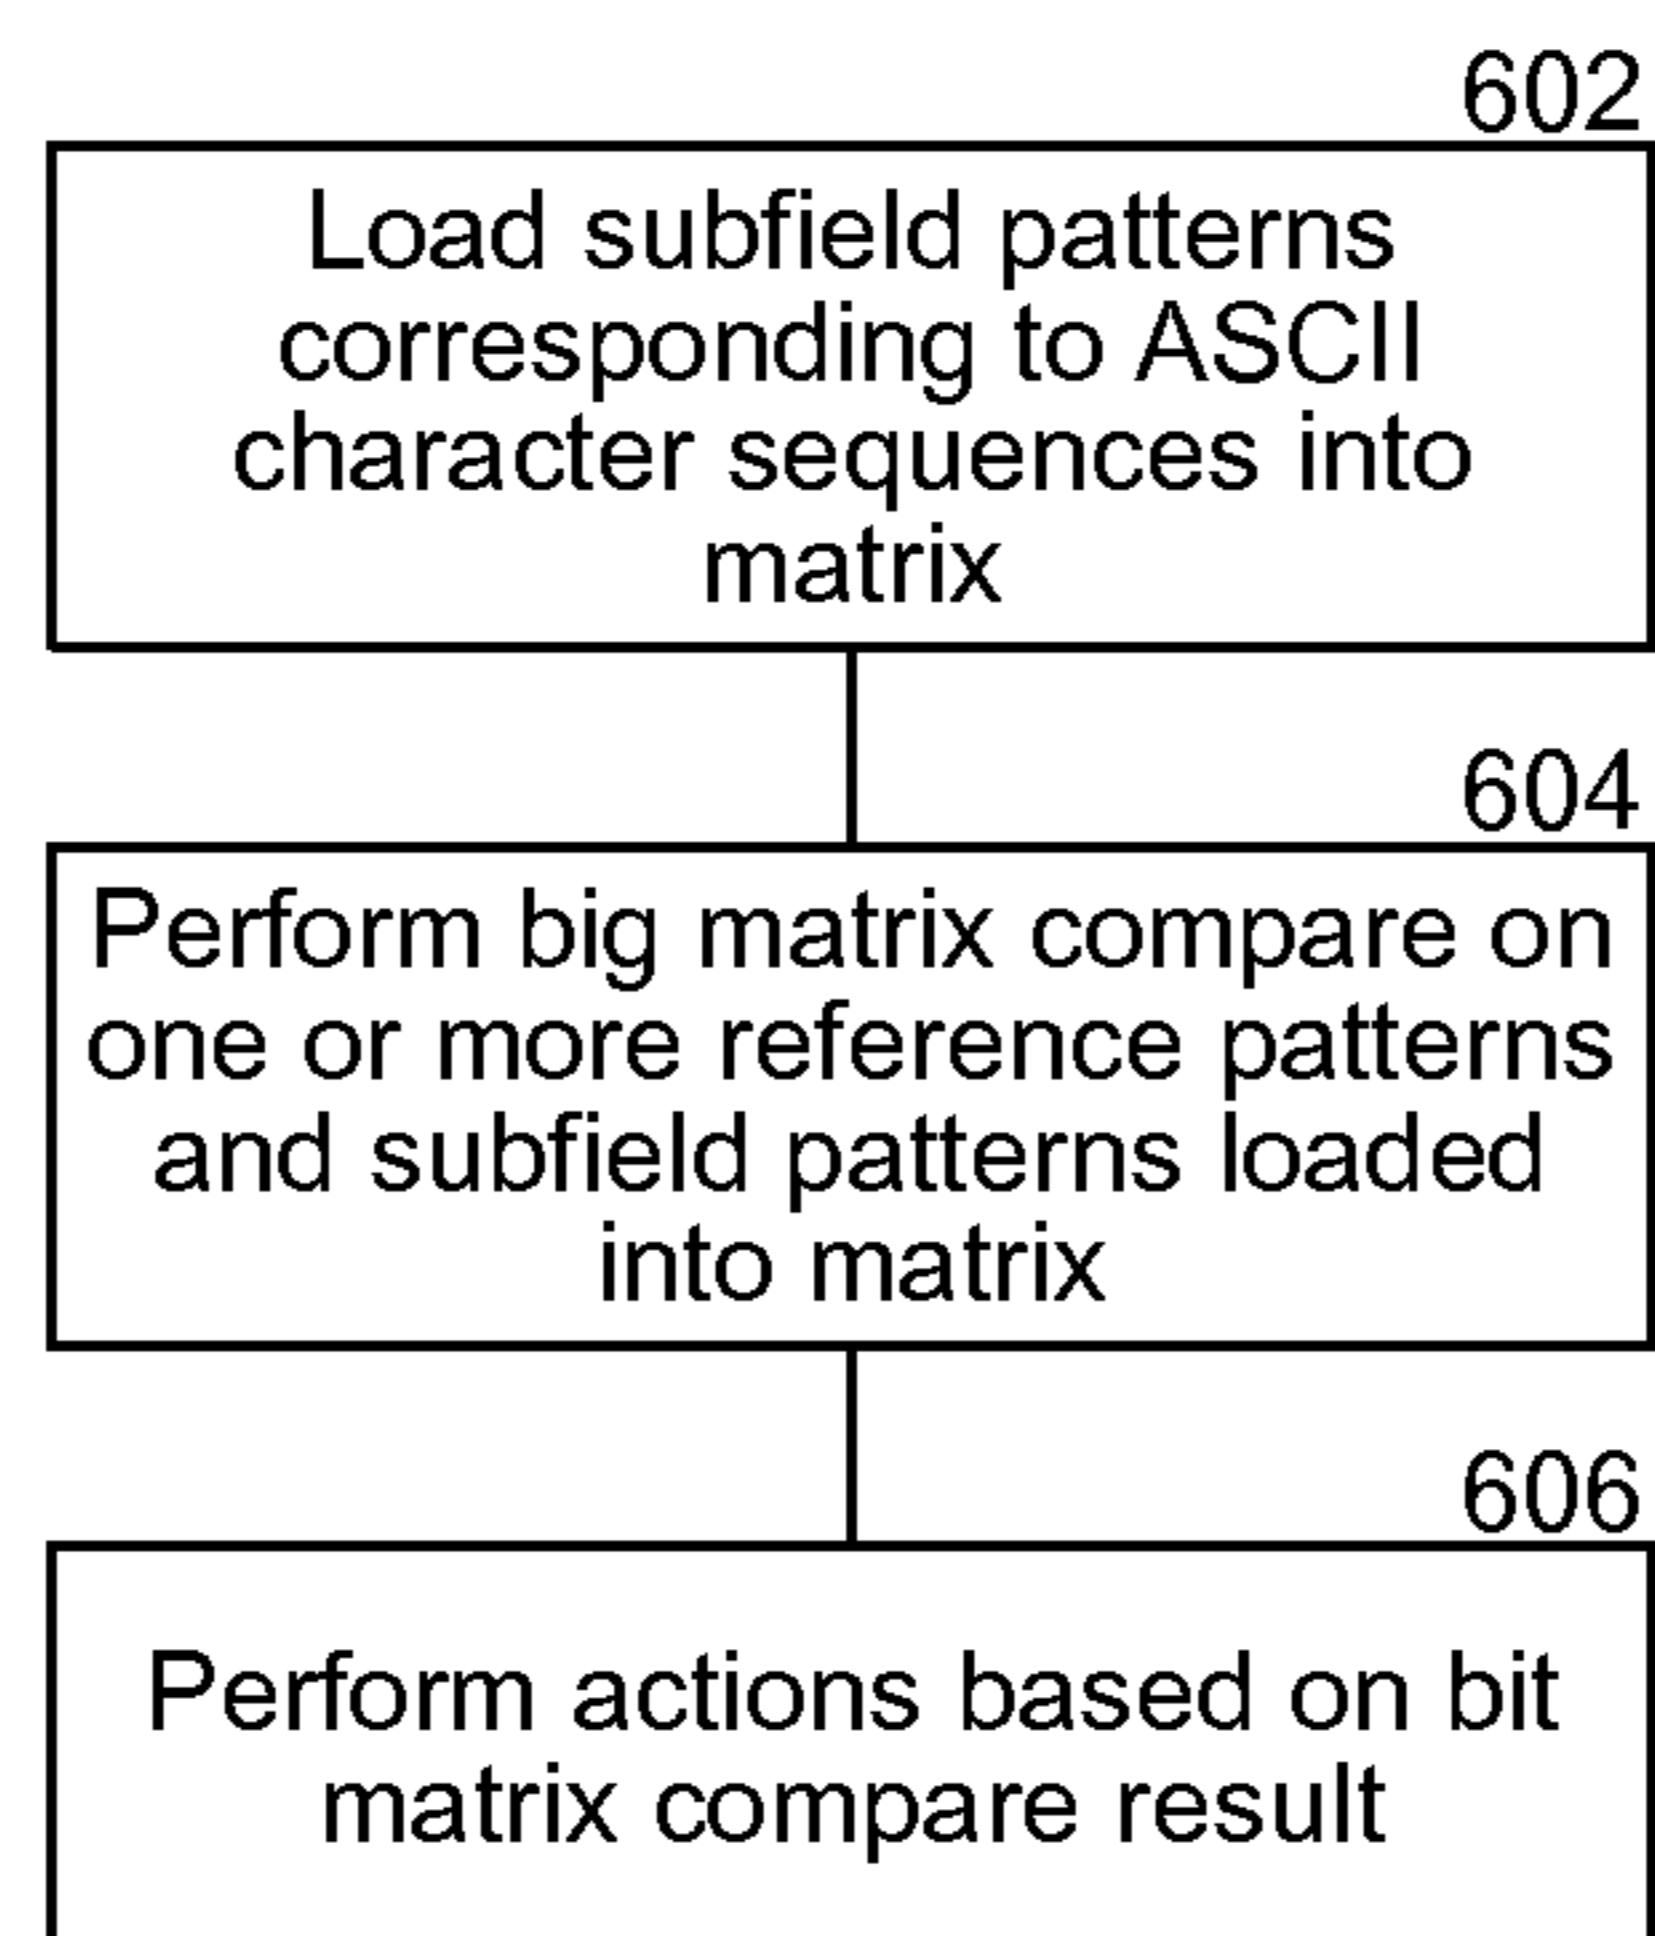 602
Load subfield patterns
corresponding to ASCII
character sequences into
matrix
604
Perform big matrix compare on
one or more reference patterns
and subfield patterns loaded
into matrix
606
Perform actions based on bit
matrix compare result